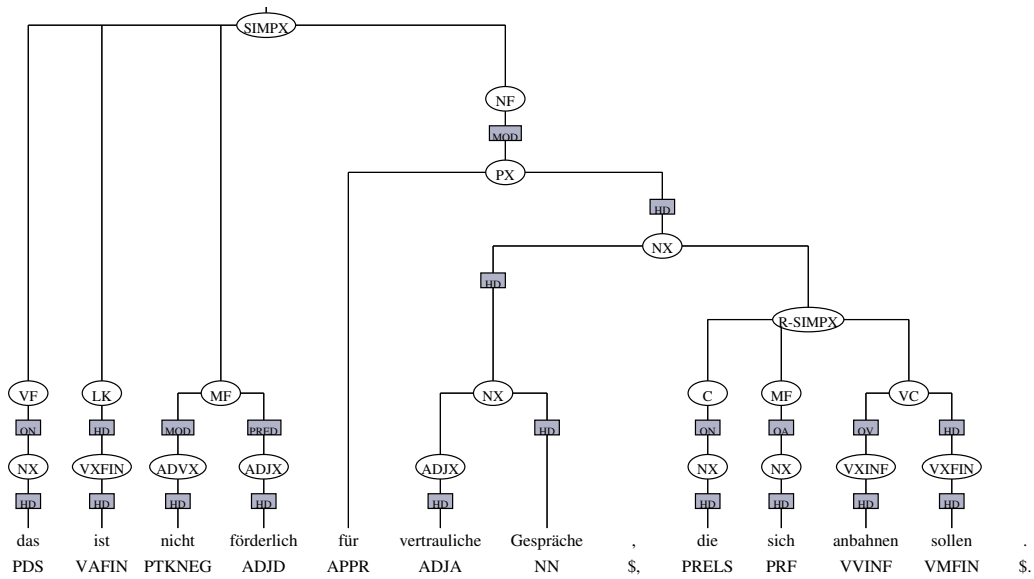 SIMPX
NF
MOD
PX
HD
NX
HD
R-SIMPX
VF LK MF NX C MF VC
ON HD MOD PRED HD ON OA OV HD
NX VXFIN ADVX ADJX ADJX NX NX VXINF VXFIN
HD HD HD HD HD HD HD HD HD
das ist nicht förderlich für vertrauliche Gespräche , die sich anbahnen sollen .
PDS VAFIN PTKNEG ADJD APPR ADJA NN $, PRELS PRF VVINF VMFIN $.